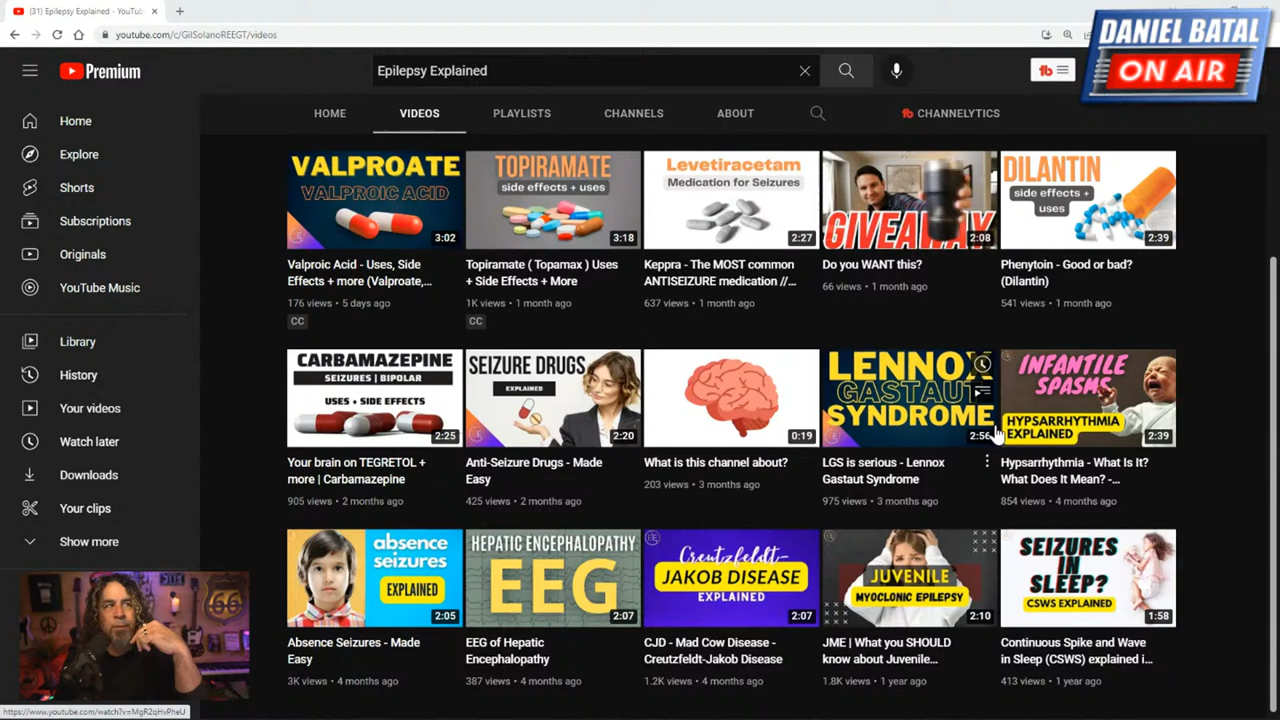 (31) Epilepsy Explained - YouTube
youtube.com/c/GilSolanoREEGT/videos
DANIEL BATAL
ON AIR
Premium
Epilepsy Explained
tb
HOME
VIDEOS
PLAYLISTS
CHANNELS
ABOUT
CHANNELYTICS
Home
Explore
Shorts
Subscriptions
Originals
YouTube Music
Library
History
Your videos
Watch later
Downloads
Your clips
Show more
VALPROATE
VALPROIC ACID
3:02
Valproic Acid - Uses, Side
Effects + more (Valproate,...
176 views • 5 days ago
CC
TOPIRAMATE
side effects + uses
3:18
Topiramate ( Topamax ) Uses
+ Side Effects + More
1K views • 1 month ago
CC
Levetiracetam
Medication for Seizures
2:27
Keppra - The MOST common
ANTISEIZURE medication //...
637 views • 1 month ago
GIVEAWAY
2:08
Do you WANT this?
66 views • 1 month ago
DILANTIN
side effects +
uses
2:39
Phenytoin - Good or bad?
(Dilantin)
541 views • 1 month ago
CARBAMAZEPINE
SEIZURES | BIPOLAR
USES + SIDE EFFECTS
2:25
Your brain on TEGRETOL +
more | Carbamazepine
905 views • 2 months ago
SEIZURE DRUGS
EXPLAINED
2:20
Anti-Seizure Drugs - Made
Easy
425 views • 2 months ago
0:19
What is this channel about?
203 views • 3 months ago
LENNOX
GASTAUT
SYNDROME
2:56
LGS is serious - Lennox
Gastaut Syndrome
975 views • 3 months ago
INFANTILE
SPASMS
HYPSARRHYTHMIA
EXPLAINED
2:39
Hypsarrhythmia - What Is It?
What Does It Mean? -...
854 views • 4 months ago
absence
seizures
EXPLAINED
2:05
Absence Seizures - Made
Easy
3K views • 4 months ago
HEPATIC ENCEPHALOPATHY
EEG
2:07
EEG of Hepatic
Encephalopathy
387 views • 4 months ago
Creutzfeldt-
JAKOB DISEASE
EXPLAINED
2:07
CJD - Mad Cow Disease -
Creutzfeldt-Jakob Disease
1.2K views • 4 months ago
JUVENILE
MYOCLONIC EPILEPSY
2:10
JME | What you SHOULD
know about Juvenile...
1.8K views • 1 year ago
SEIZURES
IN
SLEEP?
CSWS EXPLAINED
1:58
Continuous Spike and Wave
in Sleep (CSWS) explained i...
413 views • 1 year ago
66
https://www.youtube.com/watch?v=MgR2qHvPheU